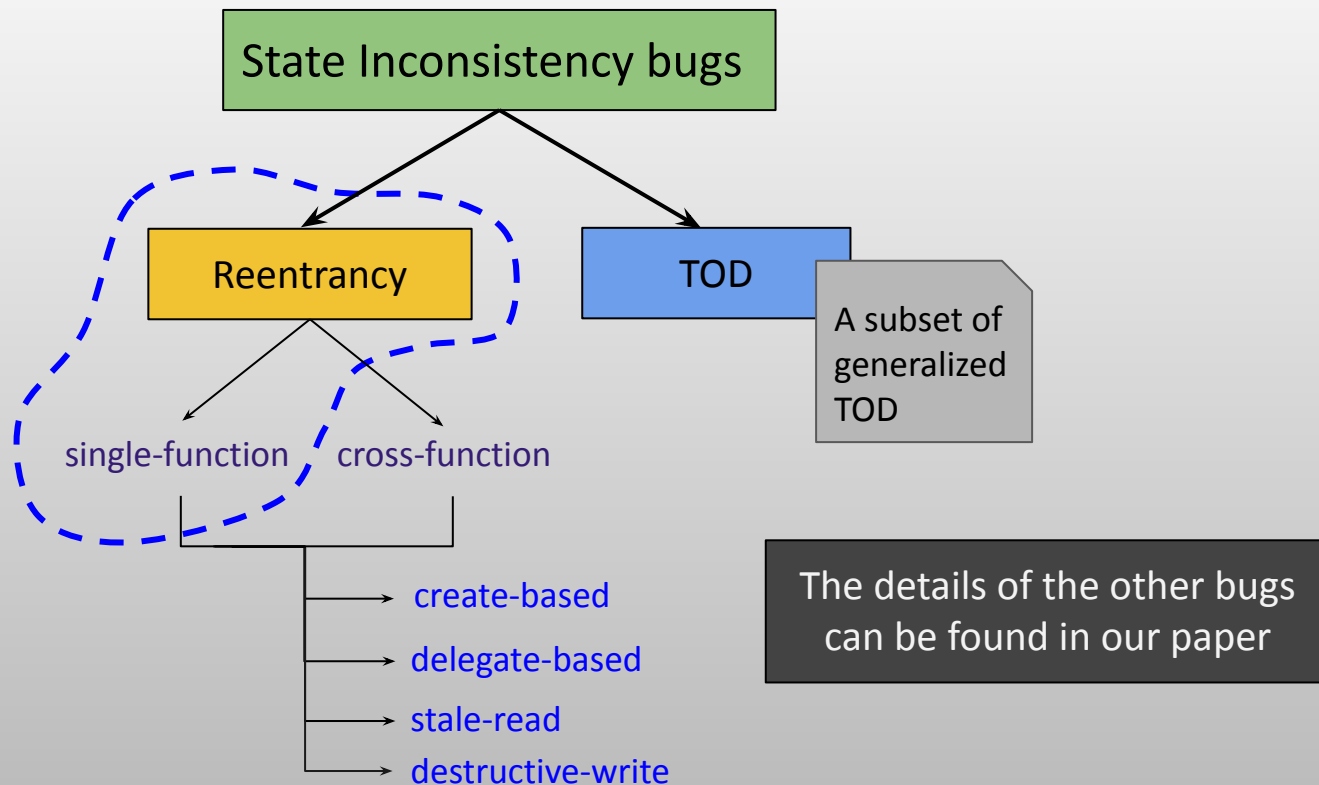 State Inconsistency bugs
Reentrancy
TOD
A subset of
generalized
TOD
single-function
cross-function
create-based
delegate-based
stale-read
destructive-write
The details of the other bugs
can be found in our paper